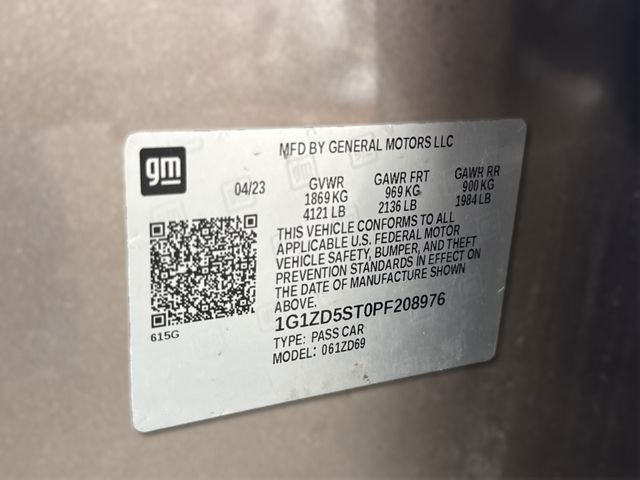 gm
MFD BY GENERAL MOTORS LLC
04/23
GVWR
1869 KG
4121 LB
GAWR FRT
969 KG
2136 LB
GAWR RR
900 KG
1984 LB
THIS VEHICLE CONFORMS TO ALL
APPLICABLE U.S. FEDERAL MOTOR
VEHICLE SAFETY, BUMPER, AND THEFT
PREVENTION STANDARDS IN EFFECT ON
THE DATE OF MANUFACTURE SHOWN
ABOVE.
1G1ZD5ST0PF208976
TYPE: PASS CAR
MODEL: 061ZD69
615G